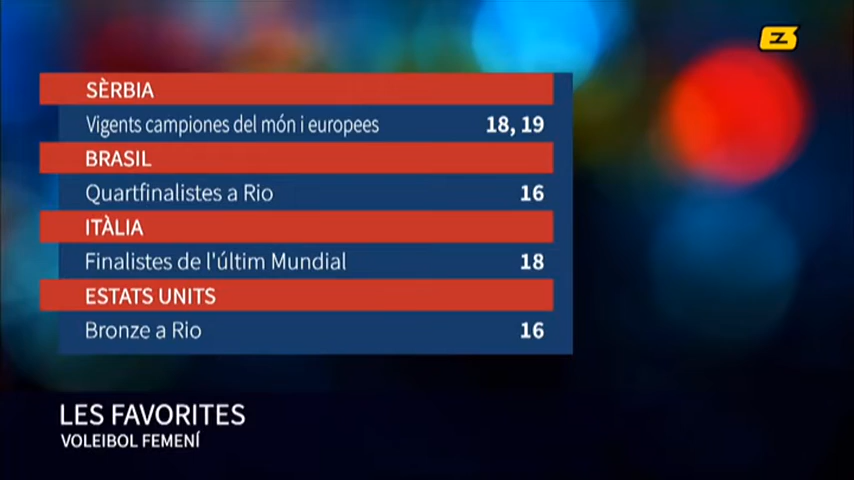 SÈRBIA
Vigents campiones del món i europees 18, 19
BRASIL
Quartfinalistes a Rio 16
ITÀLIA
Finalistes de l'últim Mundial 18
ESTATS UNITS
Bronze a Rio 16
LES FAVORITES
VOLEIBOL FEMENÍ